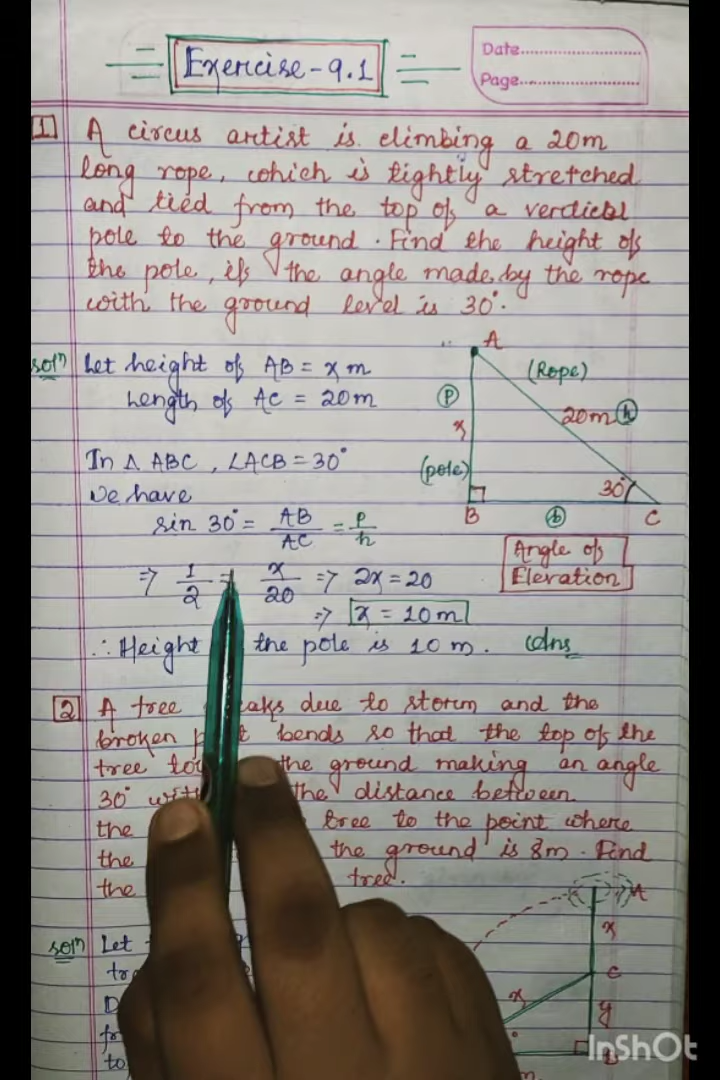 Exercise-9.1
Date
Page
1 A circus artist is climbing a 20m
long rope, which is tightly stretched
and tied from the top of a
pole to the ground. Find the height of
the pole, if the angle made by the rope
with the ground level is 30°.
Solⁿ Let height of AB = x m
Length of AC = 20m
In △ ABC, ∠ACB = 30°
We have
sin 30° = AB/AC = P/h
⇒ 1/2 = x/20 ⇒ 2x = 20
⇒ x = 10 m
∴ Height the pole is 10 m. Ans
A
(Rope)
P
20m h
x
(pole)
30°
B b C
Angle of
Elevation
2 A tree due to storm and the
broken bends so that the top of the
tree the ground making an angle
30° the distance between
the tree to the point where
the the ground is 8m. Find
the tree.
Solⁿ Let
A
x
C
x
y
InShOt